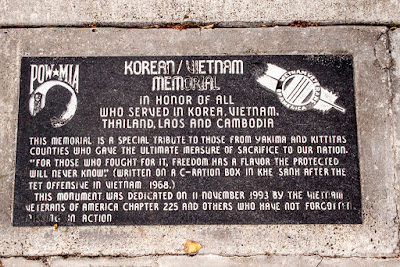 POW ★ MIA
KOREAN / VIETNAM
MEMORIAL
IN HONOR OF ALL
WHO SERVED IN KOREA, VIETNAM,
THAILAND, LAOS AND CAMBODIA
THIS MEMORIAL IS A SPECIAL TRIBUTE TO THOSE FROM YAKIMA AND KITTITAS
COUNTIES WHO GAVE THE ULTIMATE MEASURE OF SACRIFICE TO OUR NATION.
"FOR THOSE WHO FOUGHT FOR IT, FREEDOM HAS A FLAVOR THE PROTECTED
WILL NEVER KNOW." (WRITTEN ON A C-RATION BOX IN KHE SANH AFTER THE
TET OFFENSIVE IN VIETNAM 1968.)
THIS MONUMENT WAS DEDICATED ON 11 NOVEMBER 1993 BY THE VIETNAM
VETERANS OF AMERICA CHAPTER 225 AND OTHERS WHO HAVE NOT FORGOTTEN
IN ACTION